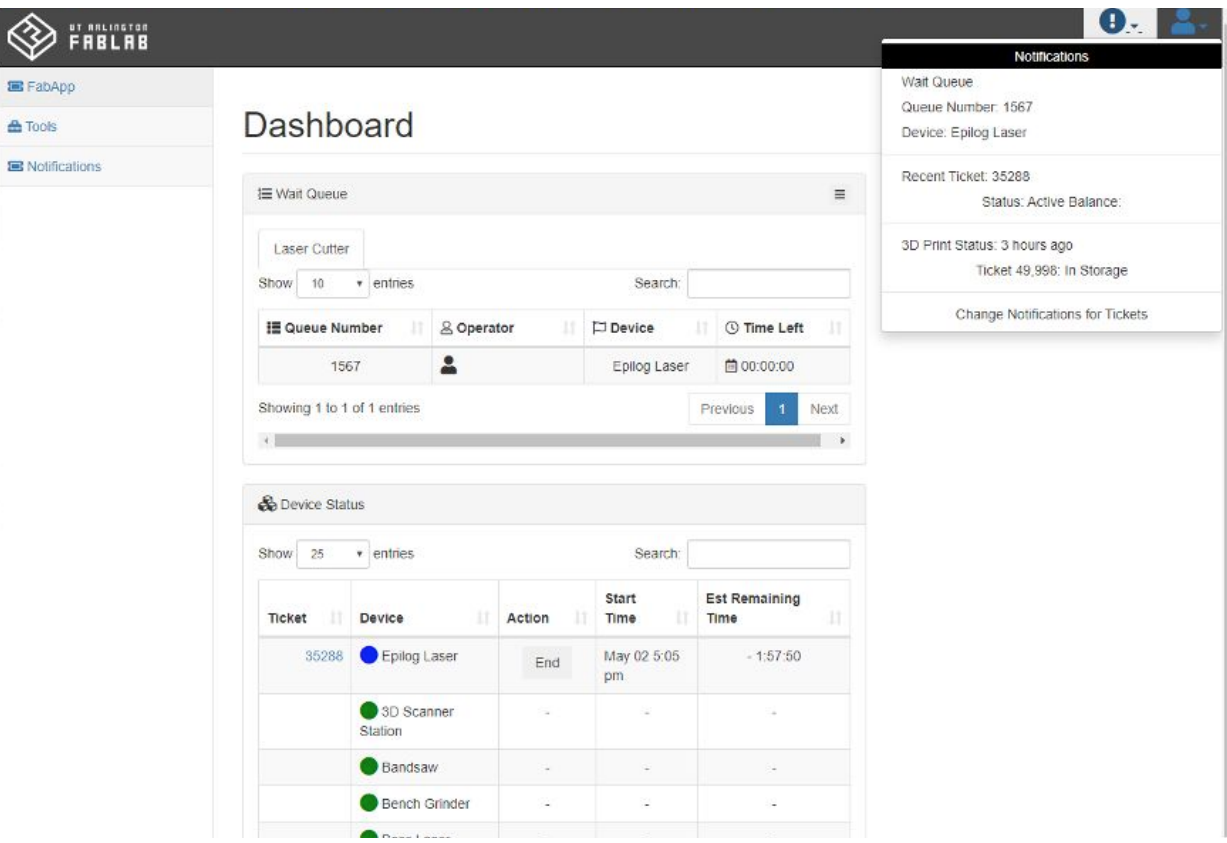 UT ARLINGTON
FABLAB
FabApp
Tools
Notifications
Dashboard
Wait Queue
Laser Cutter
Show 10 entries Search:
Queue Number Operator Device Time Left
1567 Epilog Laser 00:00:00
Showing 1 to 1 of 1 entries Previous 1 Next
Device Status
Show 25 entries Search:
Ticket Device Action Start Time Est Remaining Time
35288 Epilog Laser End May 02 5:05 pm - 1:57:50
3D Scanner Station - - -
Bandsaw - - -
Bench Grinder - - -
Notifications
Wait Queue
Queue Number: 1567
Device: Epilog Laser
Recent Ticket: 35288
Status: Active Balance:
3D Print Status: 3 hours ago
Ticket 49,998: In Storage
Change Notifications for Tickets